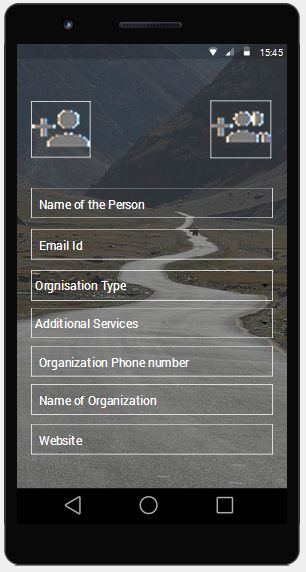 15:45
Name of the Person
Email Id
Orgnisation Type
Additional Services
Organization Phone number
Name of Organization
Website